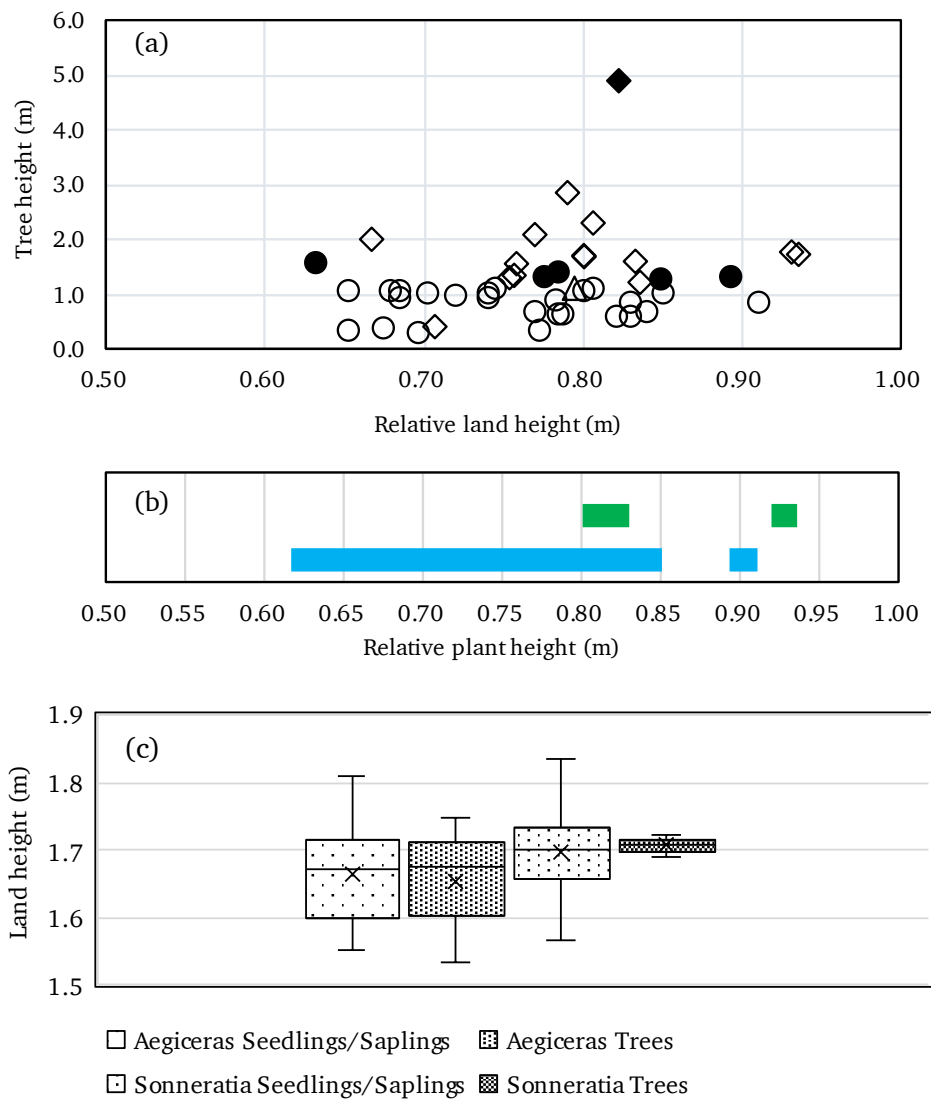 (a)
6.0
5.0
4.0
3.0
2.0
1.0
0.0
Tree height (m)
0.50 0.60 0.70 0.80 0.90 1.00
Relative land height (m)
(b)
0.50 0.55 0.60 0.65 0.70 0.75 0.80 0.85 0.90 0.95 1.00
Relative plant height (m)
(c)
1.9
1.8
1.7
1.6
1.5
Land height (m)
Aegiceras Seedlings/Saplings Aegiceras Trees
Sonneratia Seedlings/Saplings Sonneratia Trees